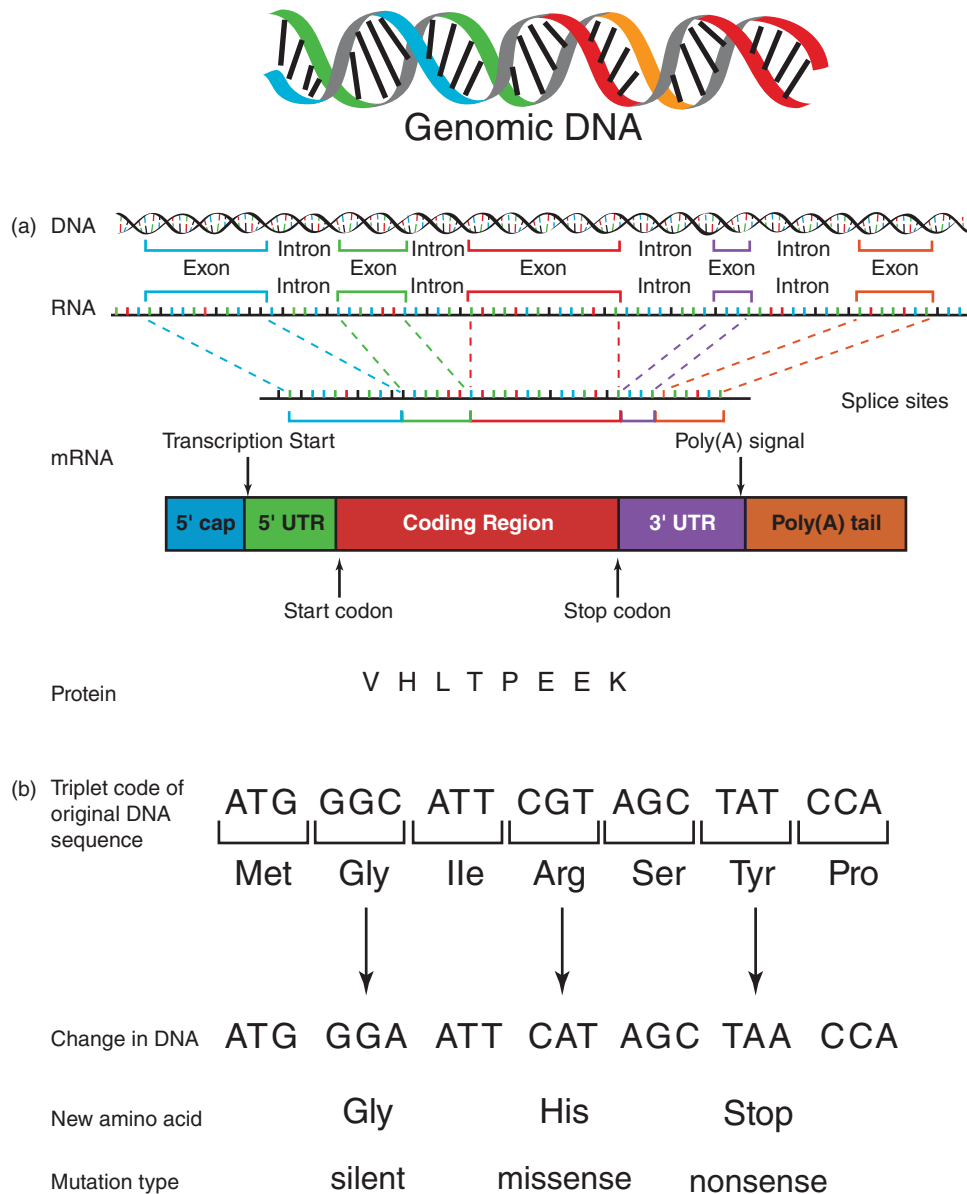 Genomic DNA
(a) DNA
Intron Intron Intron Intron
Exon Exon Exon Exon Exon
Intron Intron Intron Intron
RNA
Splice sites
Transcription Start Poly(A) signal
mRNA
5' cap 5' UTR Coding Region 3' UTR Poly(A) tail
Start codon Stop codon
Protein V H L T P E E K
(b) Triplet code of
original DNA
sequence
ATG GGC ATT CGT AGC TAT CCA
Met Gly Ile Arg Ser Tyr Pro
Change in DNA ATG GGA ATT CAT AGC TAA CCA
New amino acid Gly His Stop
Mutation type silent missense nonsense